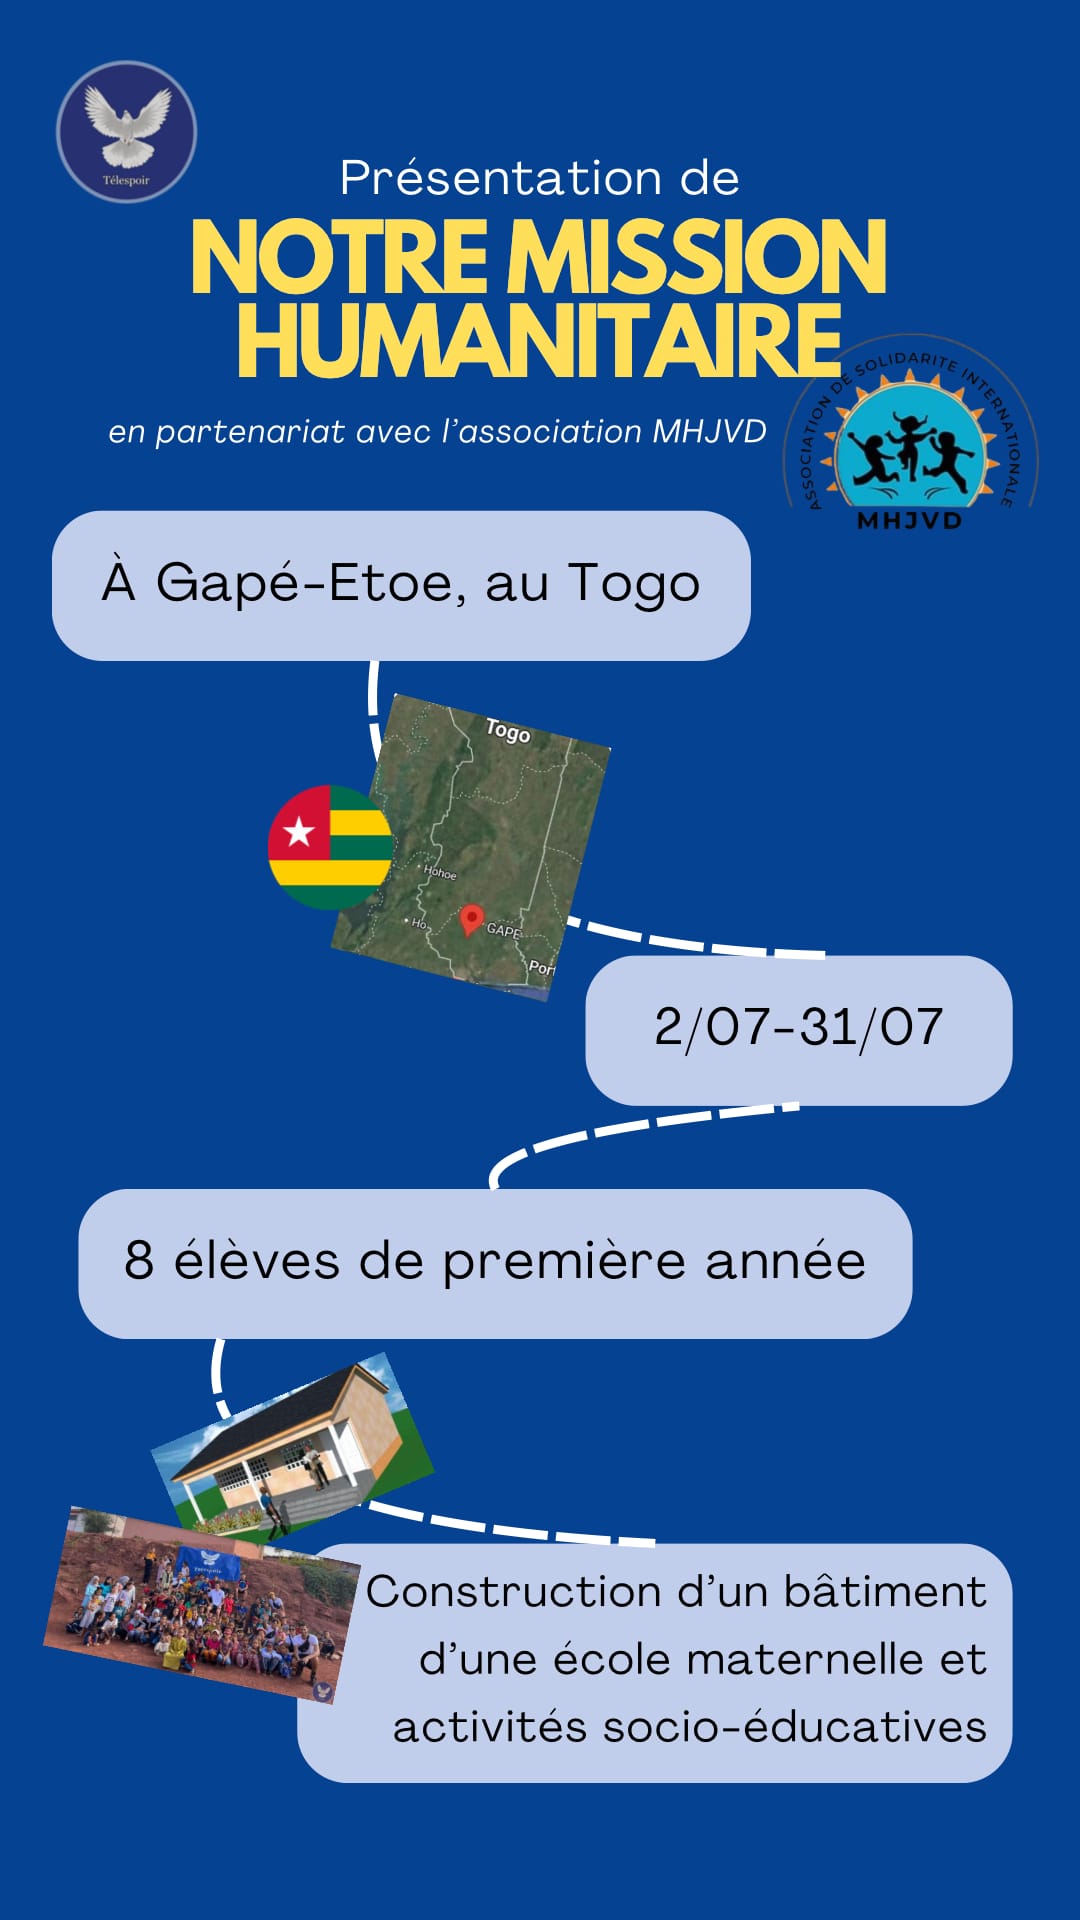 Télespoir
Présentation de
NOTRE MISSION
HUMANITAIRE
en partenariat avec l'association MHJVD
ASSOCIATION DE SOLIDARITE INTERNATIONALE
MHJVD
À Gapé-Etoe, au Togo
Togo
Hohoe
Ho
GAPE
Port
2/07-31/07
8 élèves de première année
Télespoir
Construction d'un bâtiment
d'une école maternelle et
activités socio-éducatives